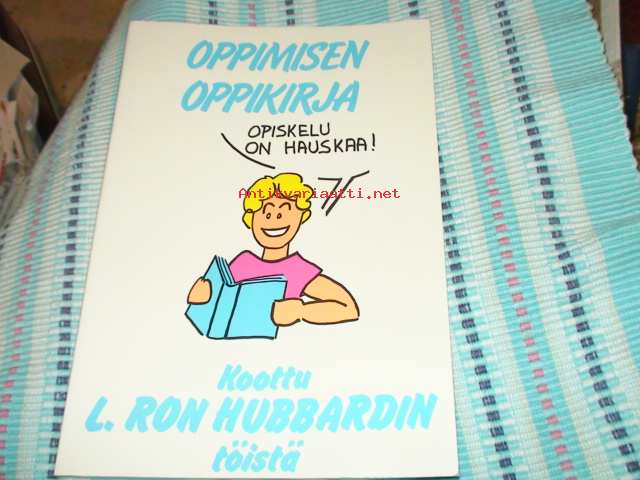 OPPIMISEN
OPPIKIRJA
OPISKELU
ON HAUSKAA!
Antikvariaatti.net
Koottu
L. RON HUBBARDIN
töistä